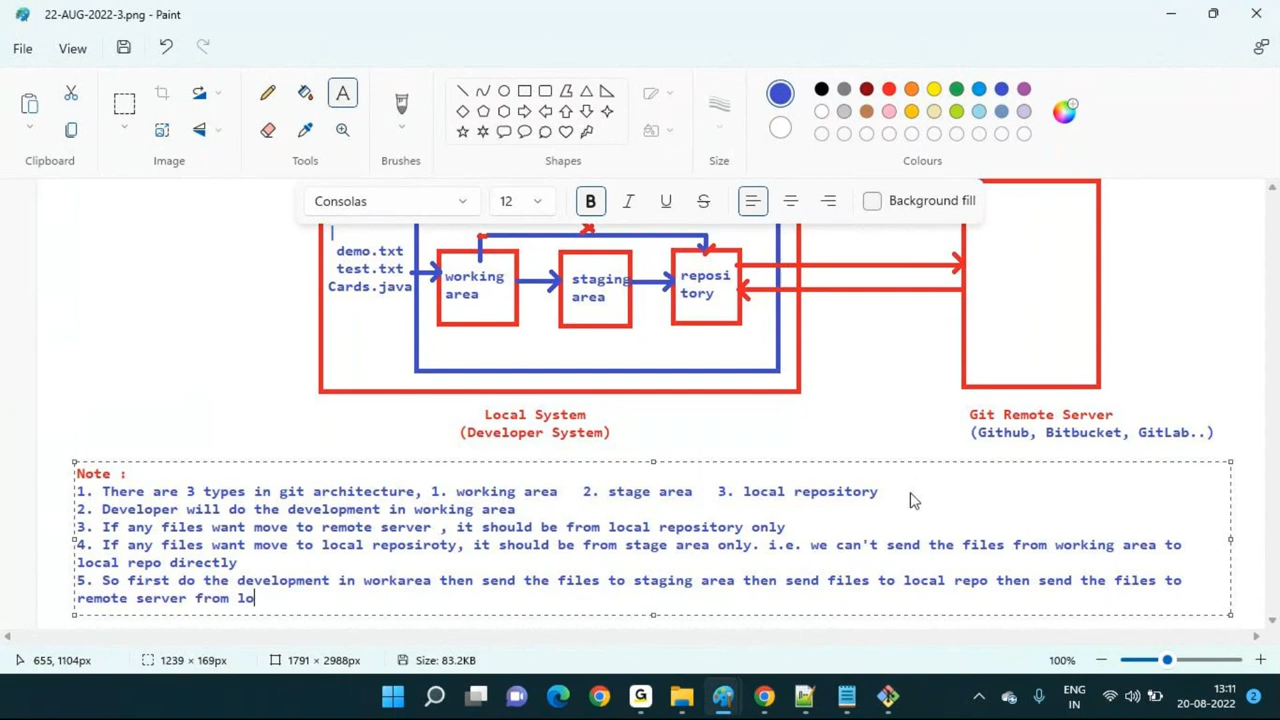 22-AUG-2022-3.png - Paint
File
View
Clipboard
Image
Tools
Brushes
Shapes
Size
Colours
Consolas
12
B
I
U
S
Background fill
demo.txt
test.txt
Cards.java
working
area
staging
area
reposi
tory
Local System
(Developer System)
Git Remote Server
(Github, Bitbucket, GitLab..)
Note :
1. There are 3 types in git architecture, 1. working area 2. stage area 3. local repository
2. Developer will do the development in working area
3. If any files want move to remote server , it should be from local repository only
4. If any files want move to local reposiroty, it should be from stage area only. i.e. we can't send the files from working area to
local repo directly
5. So first do the development in workarea then send the files to staging area then send files to local repo then send the files to
remote server from lo
655, 1104px
1239 × 169px
1791 × 2988px
Size: 83.2KB
100%
ENG
IN
13:11
20-08-2022
2